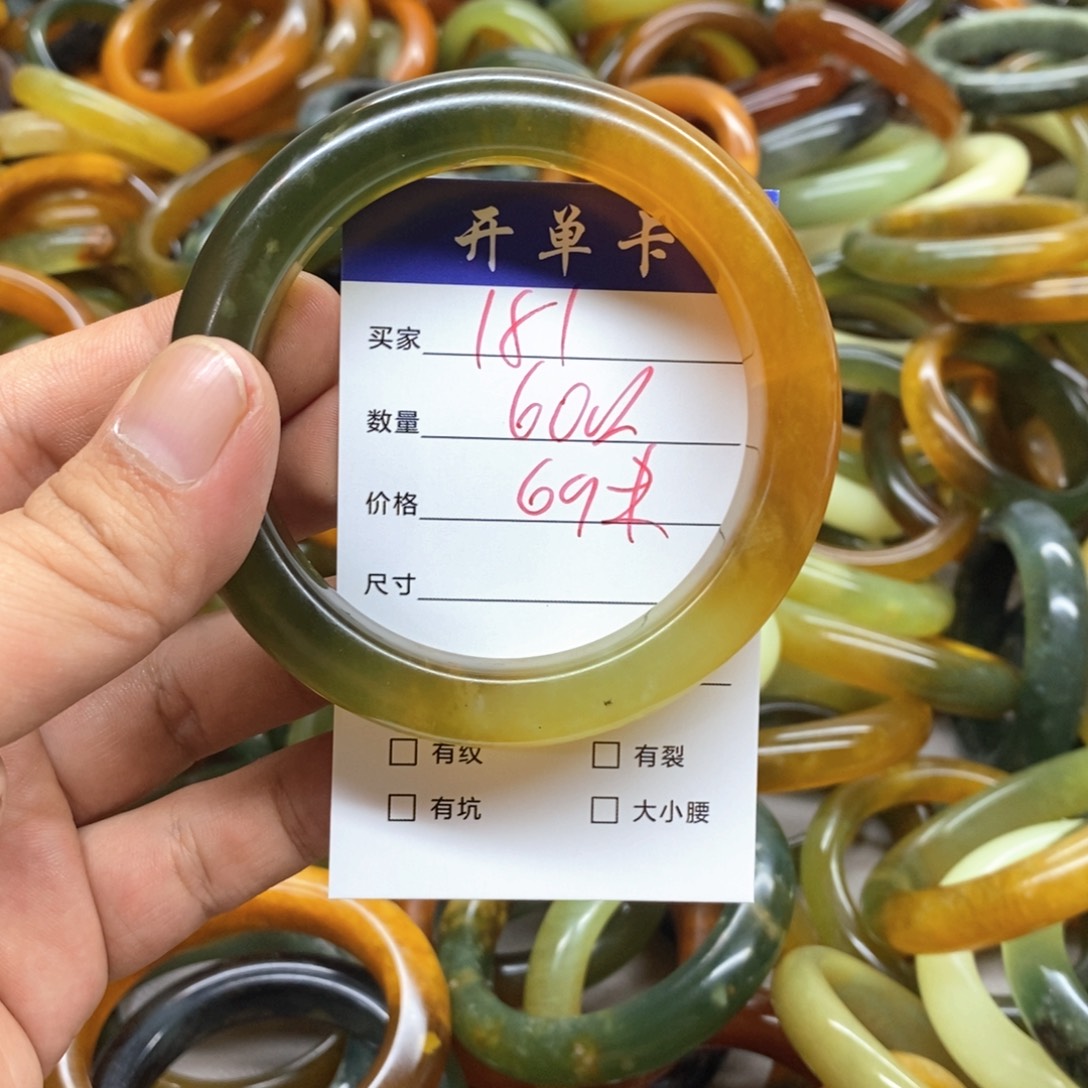 开单卡
买家 181
数量 60
价格 69
尺寸
有纹 有裂
有坑 大小腰